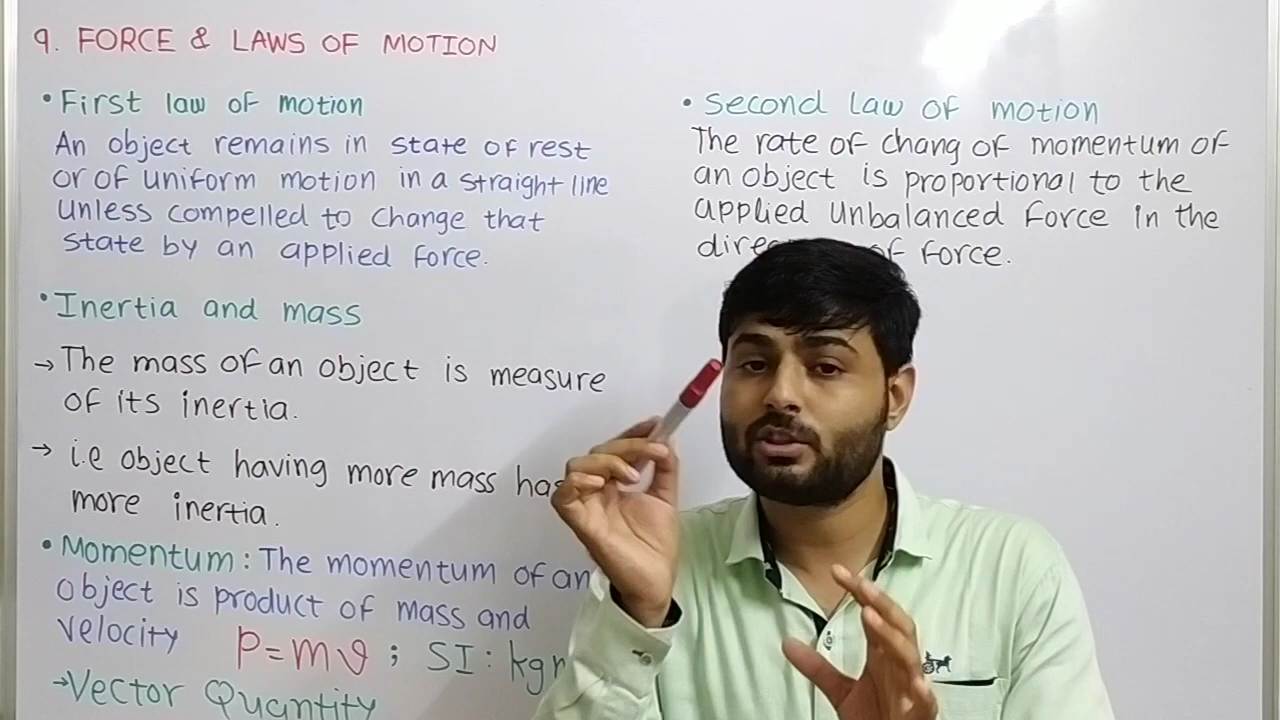 9. FORCE & LAWS OF MOTION
• First law of motion
An object remains in state of rest
or of uniform motion in a straight line
unless compelled to change that
state by an applied force.
• Inertia and mass
→ The mass of an object is measure
of its inertia.
→ i.e object having more mass has
more inertia.
• Momentum: The momentum of an
object is product of mass and
velocity P=mϑ ; SI: kgm
→ Vector Quantity
• Second Law of motion
The rate of chang of momentum of
an object is proportional to the
applied unbalanced force in the
of force.